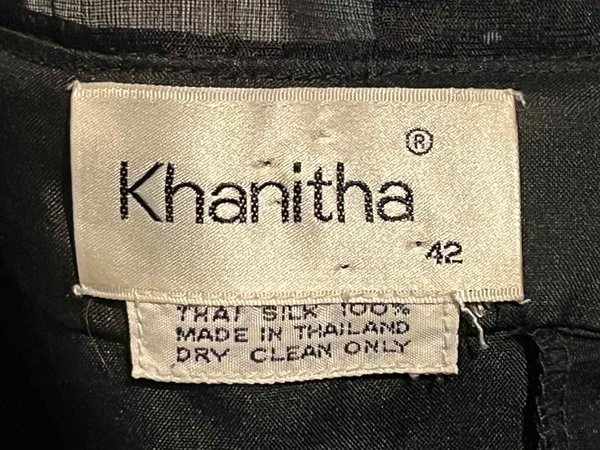 Khanitha ®
42
THAI SILK 100%
MADE IN THAILAND
DRY CLEAN ONLY